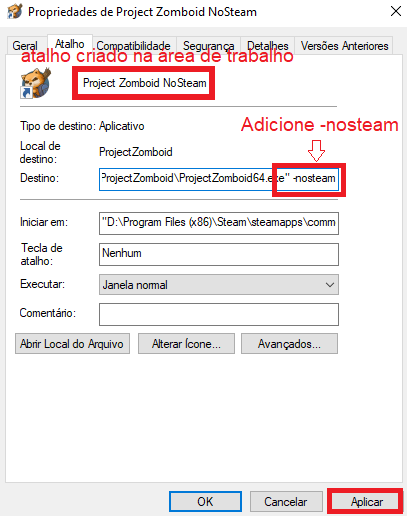 Propriedades de Project Zomboid NoSteam
Geral Atalho Compatibilidade Segurança Detalhes Versões Anteriores
atalho criado na área de trabalho
Project Zomboid NoSteam
Tipo de destino: Aplicativo
Adicione -nosteam
Local de destino: ProjectZomboid
Destino: ProjectZomboid\ProjectZomboid64.exe" -nosteam
Iniciar em: "D:\Program Files (x86)\Steam\steamapps\comm
Tecla de atalho: Nenhum
Executar: Janela normal
Comentário:
Abrir Local do Arquivo Alterar Ícone... Avançados...
OK Cancelar Aplicar